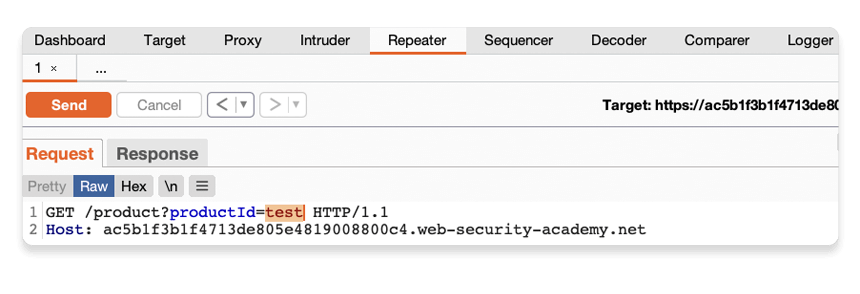 Dashboard Target Proxy Intruder Repeater Sequencer Decoder Comparer Logger
1 × ...
Send Cancel < > Target: https://ac5b1f3b1f4713de80
Request Response
Pretty Raw Hex \n
1 GET /product?productId=test HTTP/1.1
2 Host: ac5b1f3b1f4713de805e4819008800c4.web-security-academy.net